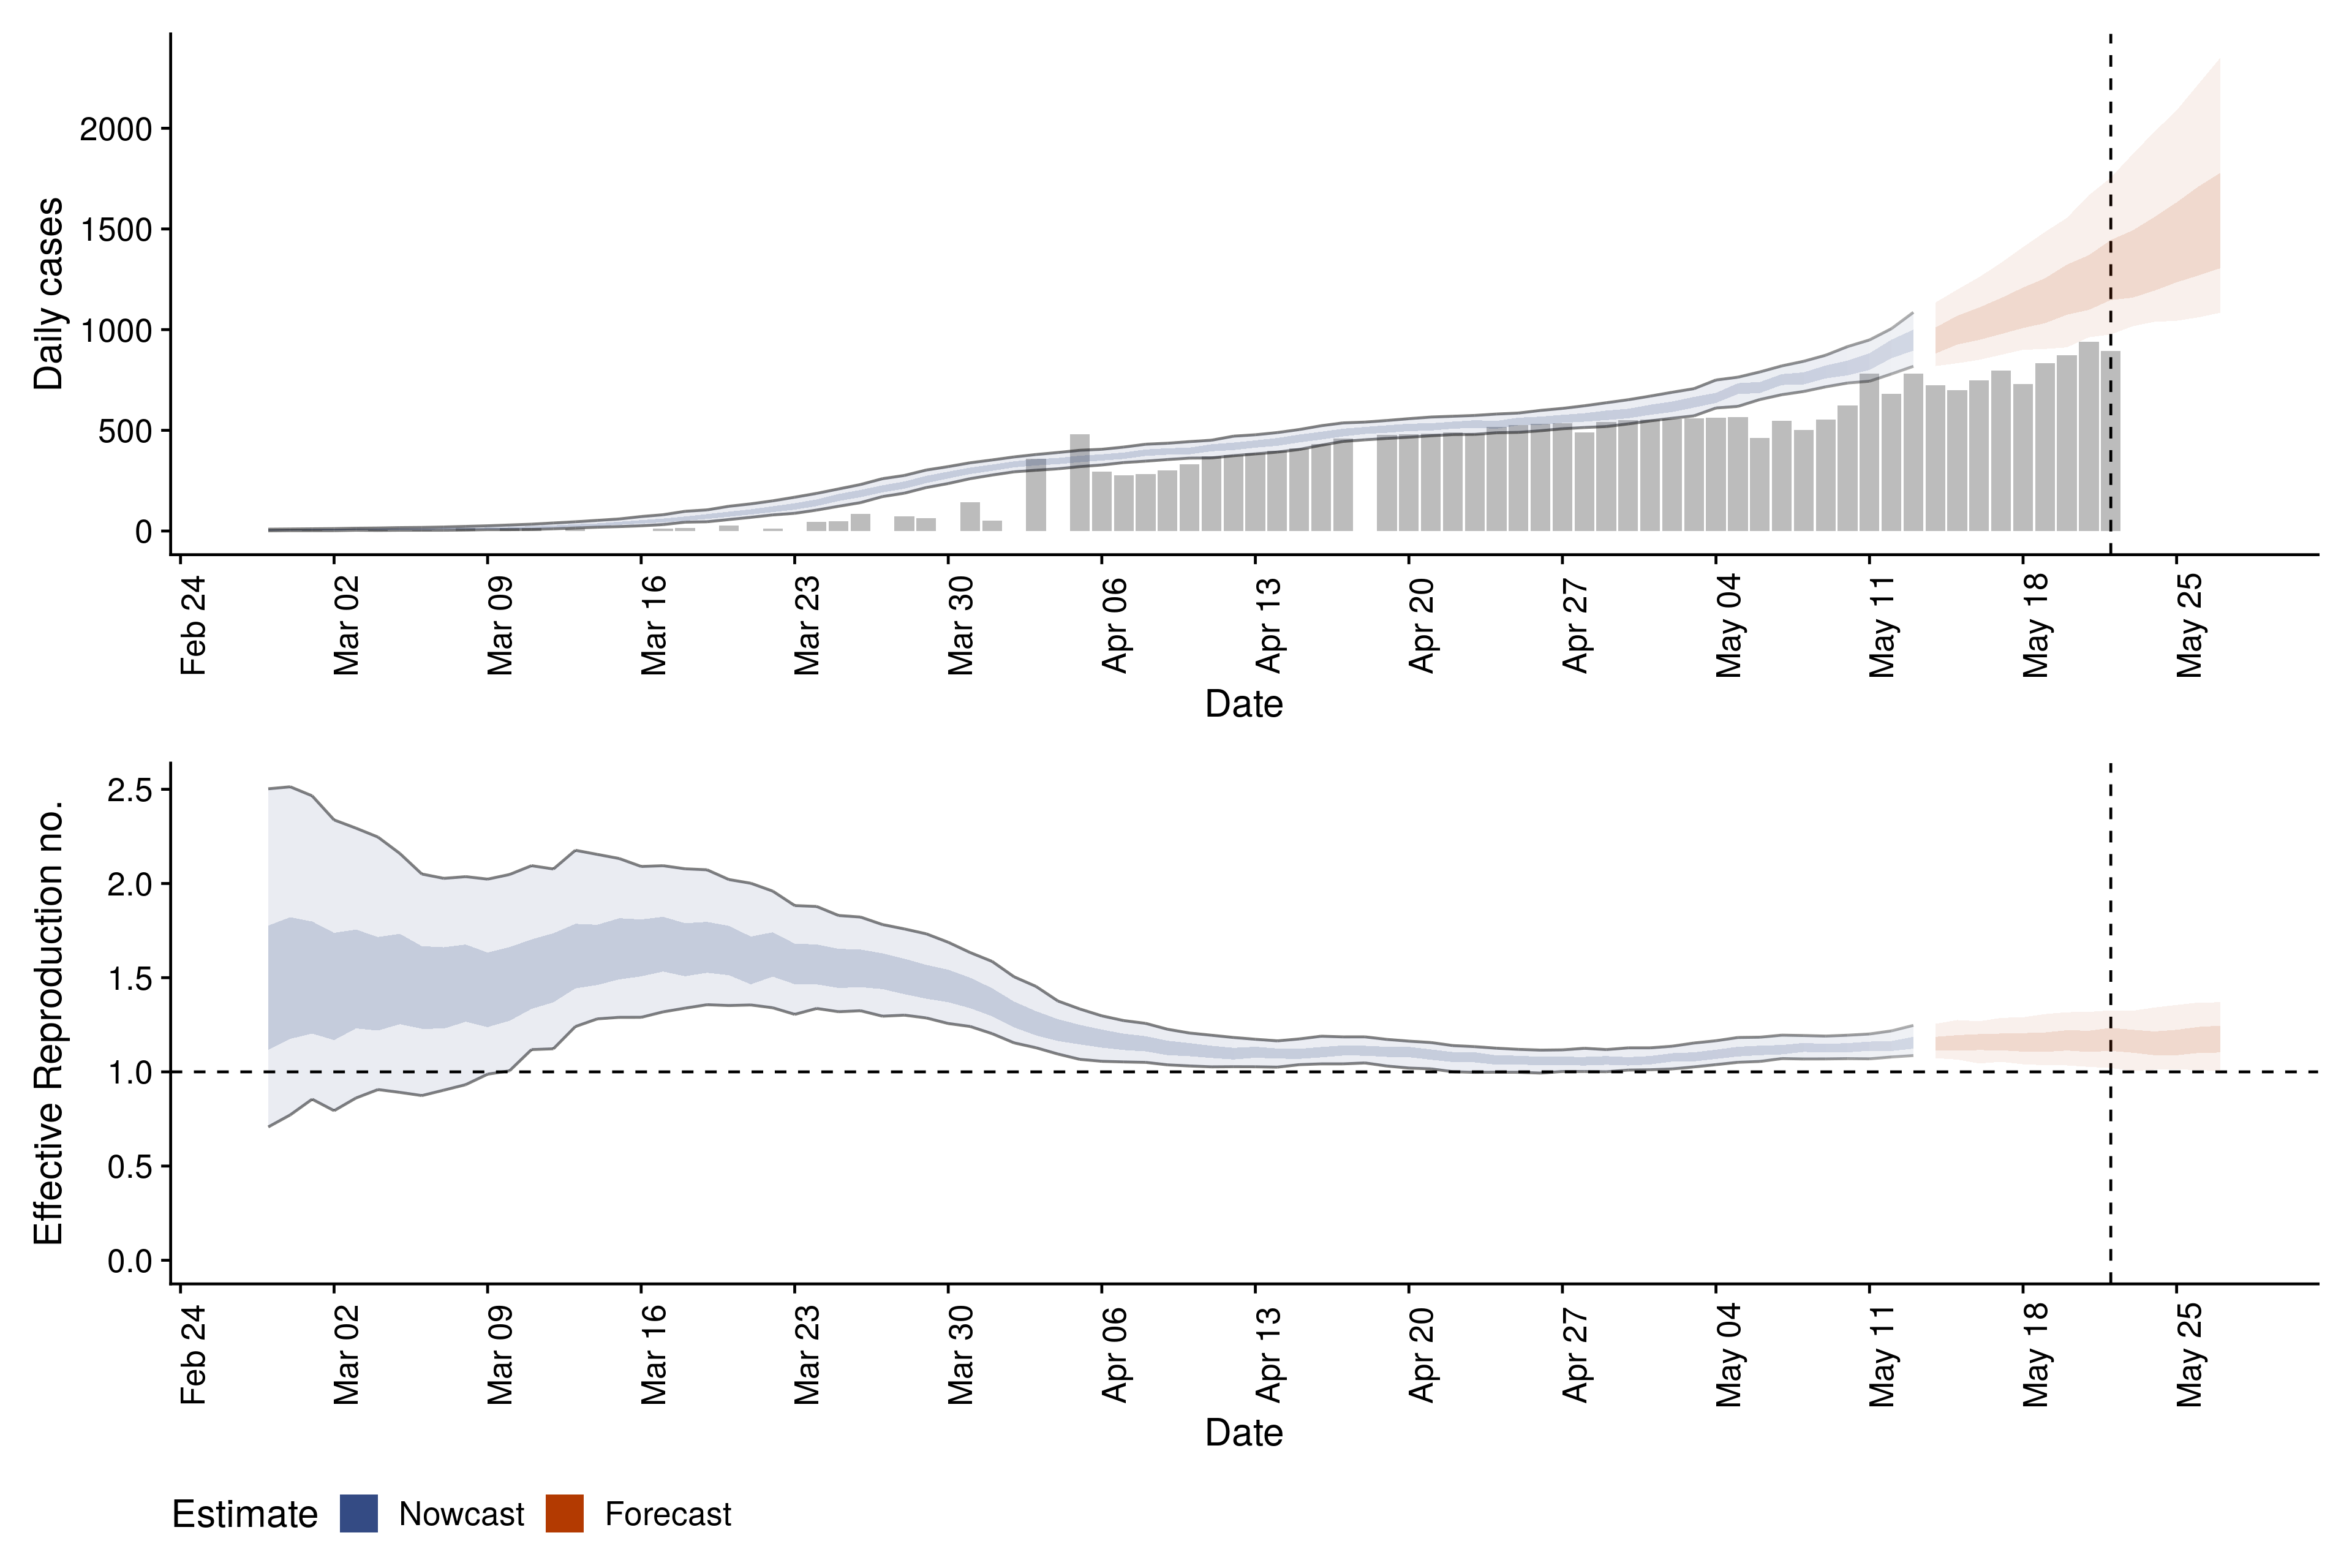 Daily cases
2000
1500
1000
500
0
Feb 24 Mar 02 Mar 09 Mar 16 Mar 23 Mar 30 Apr 06 Apr 13 Apr 20 Apr 27 May 04 May 11 May 18 May 25
Date
Effective Reproduction no.
2.5
2.0
1.5
1.0
0.5
0.0
Feb 24 Mar 02 Mar 09 Mar 16 Mar 23 Mar 30 Apr 06 Apr 13 Apr 20 Apr 27 May 04 May 11 May 18 May 25
Date
Estimate Nowcast Forecast